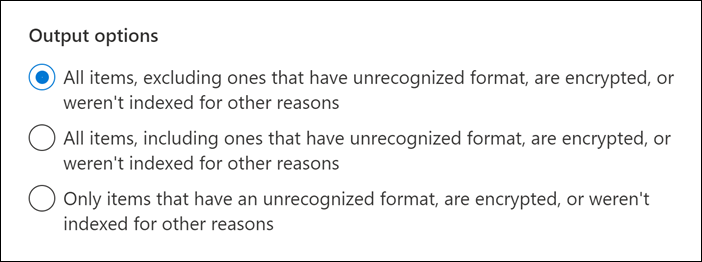 Output options
All items, excluding ones that have unrecognized format, are encrypted, or
weren't indexed for other reasons
All items, including ones that have unrecognized format, are encrypted, or
weren't indexed for other reasons
Only items that have an unrecognized format, are encrypted, or weren't
indexed for other reasons